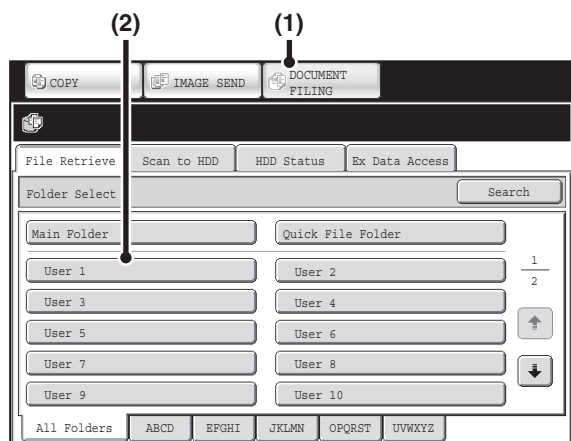 (2) (1)
COPY IMAGE SEND DOCUMENT
FILING
File Retrieve Scan to HDD HDD Status Ex Data Access
Folder Select Search
Main Folder Quick File Folder
User 1 User 2 1
2
User 3 User 4
User 5 User 6
User 7 User 8
User 9 User 10
All Folders ABCD EFGHI JKLMN OPQRST UVWXYZ